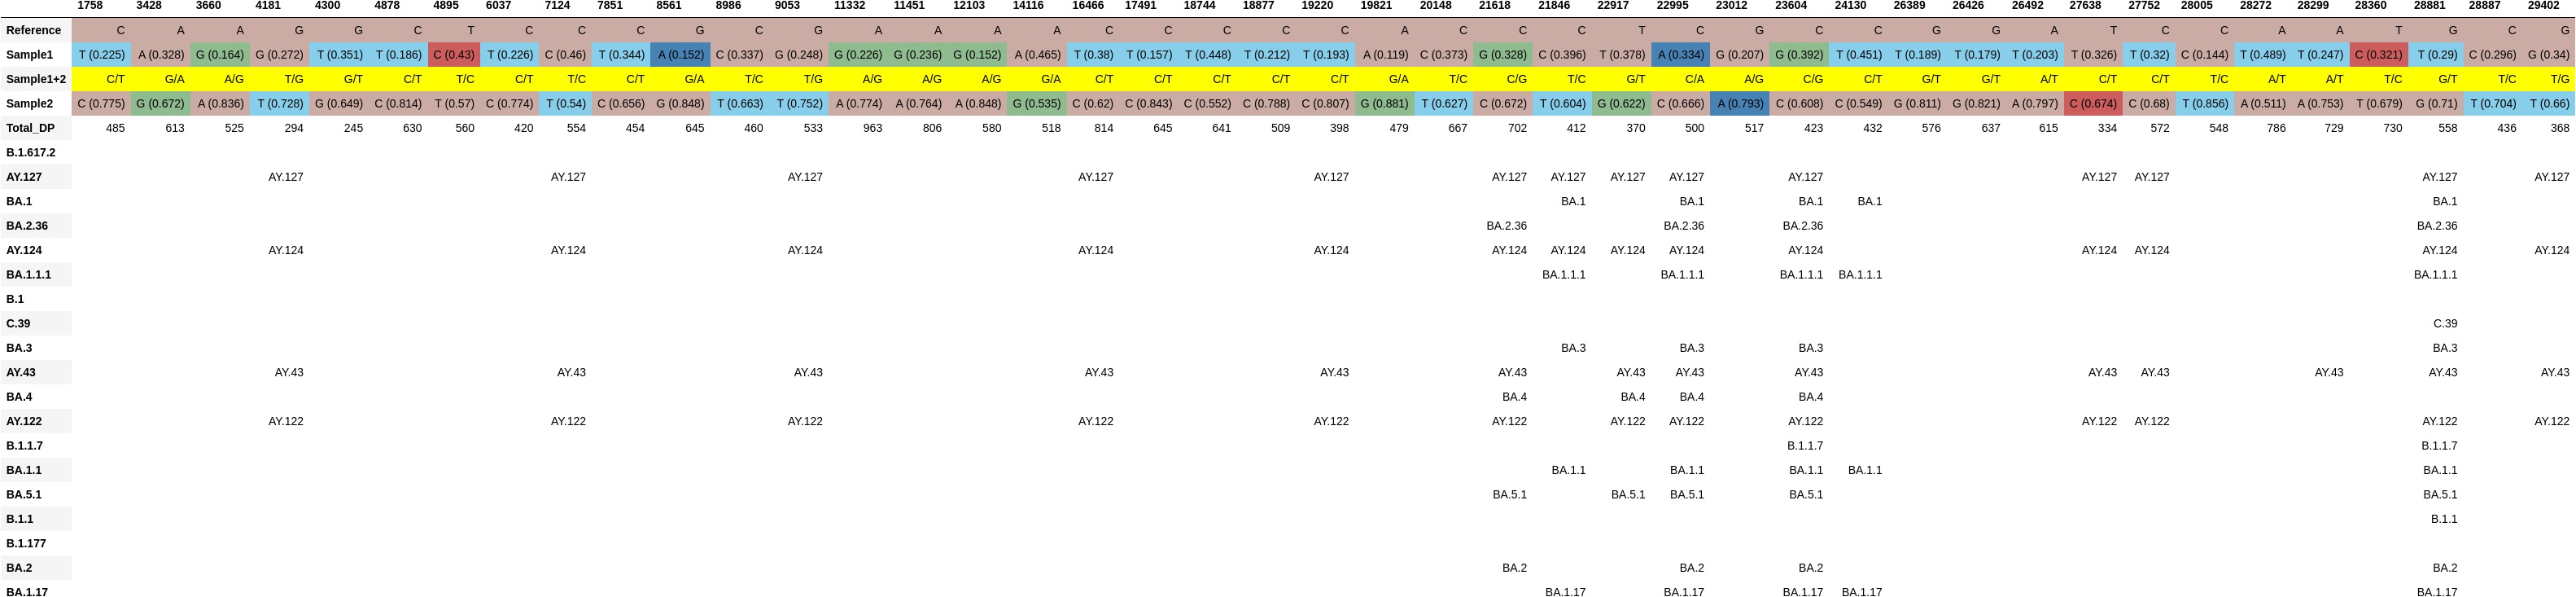 1758 3428 3660 4181 4300 4878 4895 6037 7124 7851 8561 8986 9053 11332 11451 12103 14116 16466 17491 18744 18877 19220 19821 20148 21618 21846 22917 22995 23012 23604 24130 26389 26426 26492 27638 27752 28005 28272 28299 28360 28881 28887 29402
Reference C A A G G C T C C C G C G A A A A C C C C C A C C C T C G C C G G A T C C A A T G C G
Sample1 T (0.225) A (0.328) G (0.164) G (0.272) T (0.351) T (0.186) C (0.43) T (0.226) C (0.46) T (0.344) A (0.152) C (0.337) G (0.248) G (0.226) G (0.236) G (0.152) A (0.465) T (0.38) T (0.157) T (0.448) T (0.212) T (0.193) A (0.119) C (0.373) G (0.328) C (0.396) T (0.378) A (0.334) G (0.207) G (0.392) T (0.451) T (0.189) T (0.179) T (0.203) T (0.326) T (0.32) C (0.144) T (0.489) T (0.247) C (0.321) T (0.29) C (0.296) G (0.34)
Sample1+2 C/T G/A A/G T/G G/T C/T T/C C/T T/C C/T G/A T/C T/G A/G A/G A/G G/A C/T C/T C/T C/T C/T G/A T/C C/G T/C G/T C/A A/G C/G C/T G/T G/T A/T C/T C/T T/C A/T A/T T/C G/T T/C T/G
Sample2 C (0.775) G (0.672) A (0.836) T (0.728) G (0.649) C (0.814) T (0.57) C (0.774) T (0.54) C (0.656) G (0.848) T (0.663) T (0.752) A (0.774) A (0.764) A (0.848) G (0.535) C (0.62) C (0.843) C (0.552) C (0.788) C (0.807) G (0.881) T (0.627) C (0.672) T (0.604) G (0.622) C (0.666) A (0.793) C (0.608) C (0.549) G (0.811) G (0.821) A (0.797) C (0.674) C (0.68) T (0.856) A (0.511) A (0.753) T (0.679) G (0.71) T (0.704) T (0.66)
Total_DP 485 613 525 294 245 630 560 420 554 454 645 460 533 963 806 580 518 814 645 641 509 398 479 667 702 412 370 500 517 423 432 576 637 615 334 572 548 786 729 730 558 436 368
B.1.617.2
AY.127 AY.127 AY.127 AY.127 AY.127 AY.127 AY.127 AY.127 AY.127 AY.127 AY.127 AY.127 AY.127 AY.127 AY.127
BA.1 BA.1 BA.1 BA.1 BA.1 BA.1
BA.2.36 BA.2.36 BA.2.36 BA.2.36 BA.2.36
AY.124 AY.124 AY.124 AY.124 AY.124 AY.124 AY.124 AY.124 AY.124 AY.124 AY.124 AY.124 AY.124 AY.124 AY.124
BA.1.1.1 BA.1.1.1 BA.1.1.1 BA.1.1.1 BA.1.1.1 BA.1.1.1
B.1
C.39 C.39
BA.3 BA.3 BA.3 BA.3 BA.3
AY.43 AY.43 AY.43 AY.43 AY.43 AY.43 AY.43 AY.43 AY.43 AY.43 AY.43 AY.43 AY.43 AY.43 AY.43
BA.4 BA.4 BA.4 BA.4 BA.4
AY.122 AY.122 AY.122 AY.122 AY.122 AY.122 AY.122 AY.122 AY.122 AY.122 AY.122 AY.122 AY.122 AY.122
B.1.1.7 B.1.1.7 B.1.1.7
BA.1.1 BA.1.1 BA.1.1 BA.1.1 BA.1.1 BA.1.1
BA.5.1 BA.5.1 BA.5.1 BA.5.1 BA.5.1 BA.5.1
B.1.1 B.1.1
B.1.177
BA.2 BA.2 BA.2 BA.2 BA.2
BA.1.17 BA.1.17 BA.1.17 BA.1.17 BA.1.17 BA.1.17